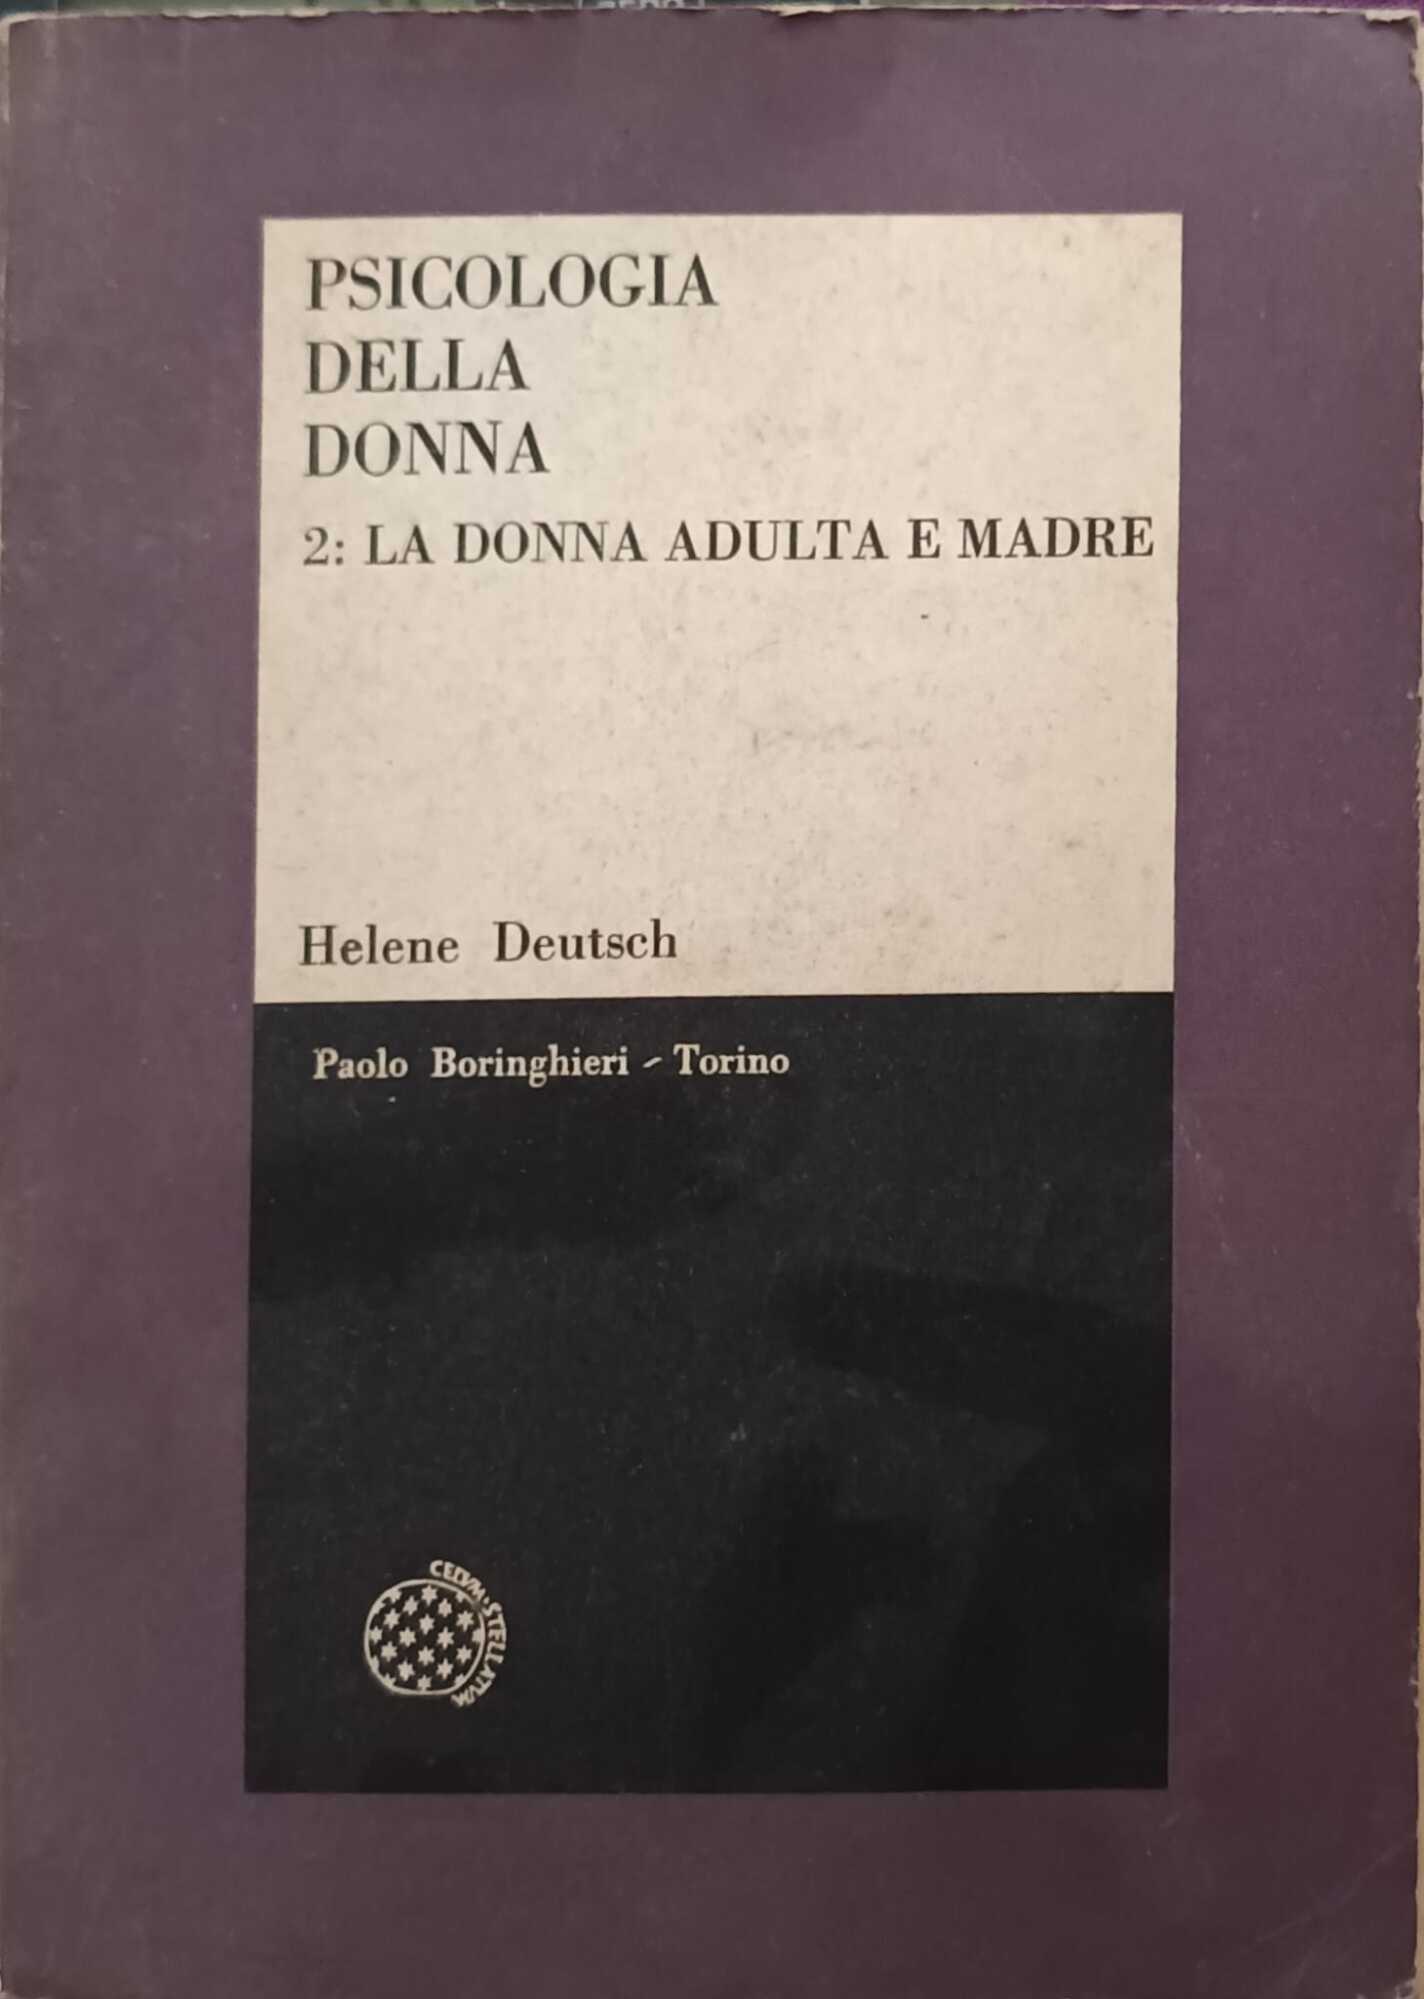 PSICOLOGIA
DELLA
DONNA
2: LA DONNA ADULTA E MADRE
Helene Deutsch
Paolo Boringhieri - Torino
CELVM·STELLATVM